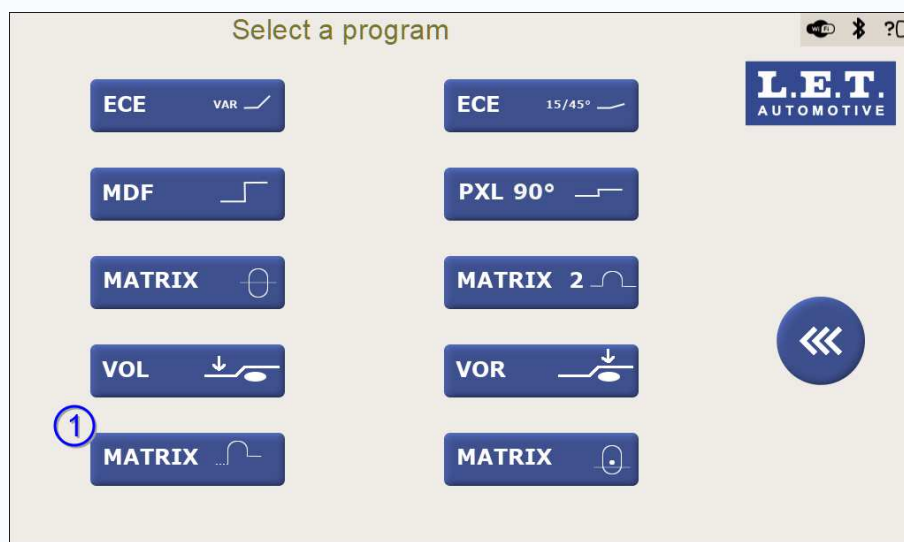 Select a program
WiFi ?
L.E.T.
AUTOMOTIVE
ECE VAR
ECE 15/45°
MDF
PXL 90°
MATRIX
MATRIX 2
VOL
VOR
1
MATRIX
MATRIX